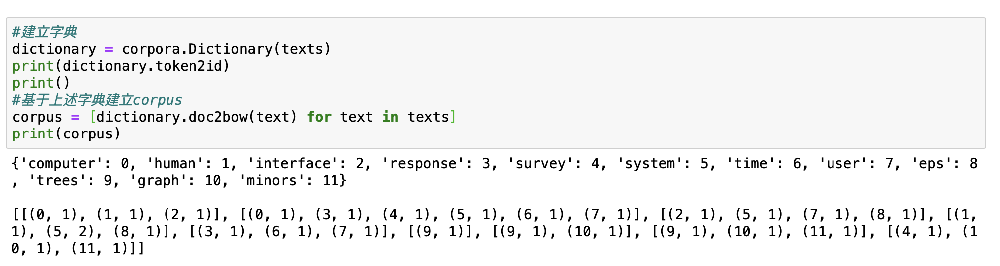 #建立字典
dictionary = corpora.Dictionary(texts)
print(dictionary.token2id)
print()
#基于上述字典建立corpus
corpus = [dictionary.doc2bow(text) for text in texts]
print(corpus)
{'computer': 0, 'human': 1, 'interface': 2, 'response': 3, 'survey': 4, 'system': 5, 'time': 6, 'user': 7, 'eps': 8
, 'trees': 9, 'graph': 10, 'minors': 11}
[[(0, 1), (1, 1), (2, 1)], [(0, 1), (3, 1), (4, 1), (5, 1), (6, 1), (7, 1)], [(2, 1), (5, 1), (7, 1), (8, 1)], [(1,
1), (5, 2), (8, 1)], [(3, 1), (6, 1), (7, 1)], [(9, 1)], [(9, 1), (10, 1)], [(9, 1), (10, 1), (11, 1)], [(4, 1), (1
0, 1), (11, 1)]]